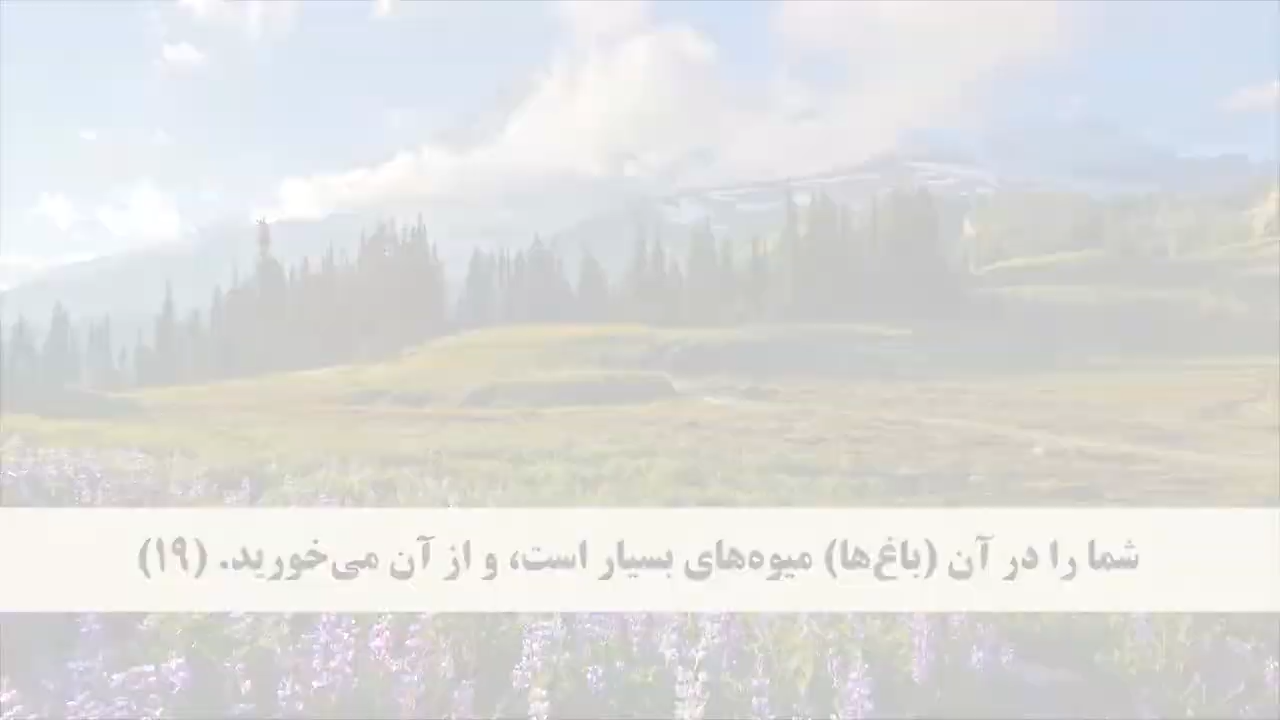 شما را در آن (باغ‌ها) میوه‌های بسیار است، و از آن می‌خورید. (۱۹)